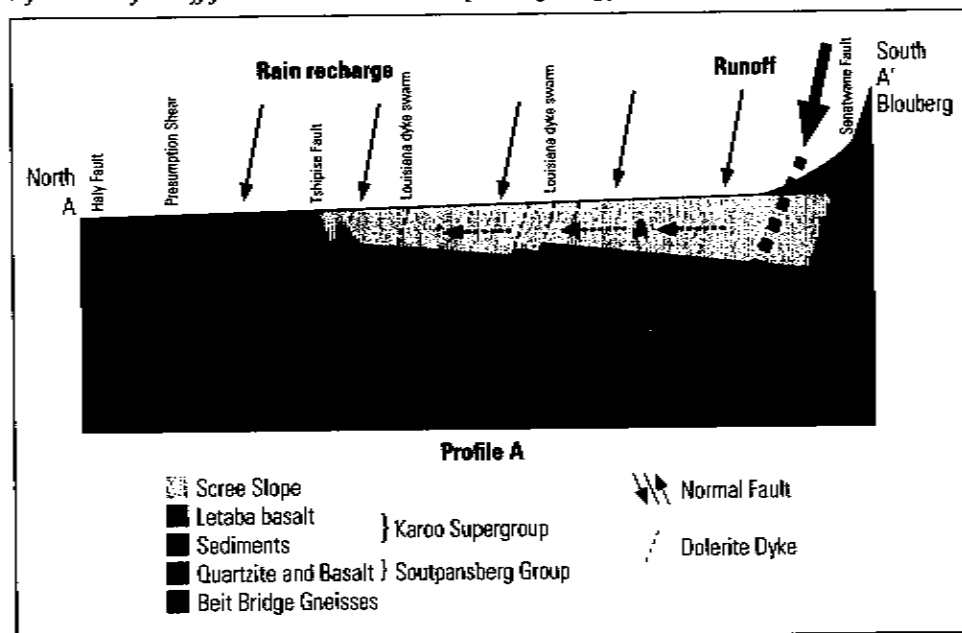 Rain recharge
Runoff
South
A'
Blouberg
North
A
Haly Fault
Presumption Shear
Tshipise Fault
Louisiana dyke swarm
Louisiana dyke swarm
Senatwane Fault
Profile A
Scree Slope
Letaba basalt
Sediments
} Karoo Supergroup
Quartzite and Basalt } Soutpansberg Group
Beit Bridge Gneisses
Normal Fault
Dolerite Dyke